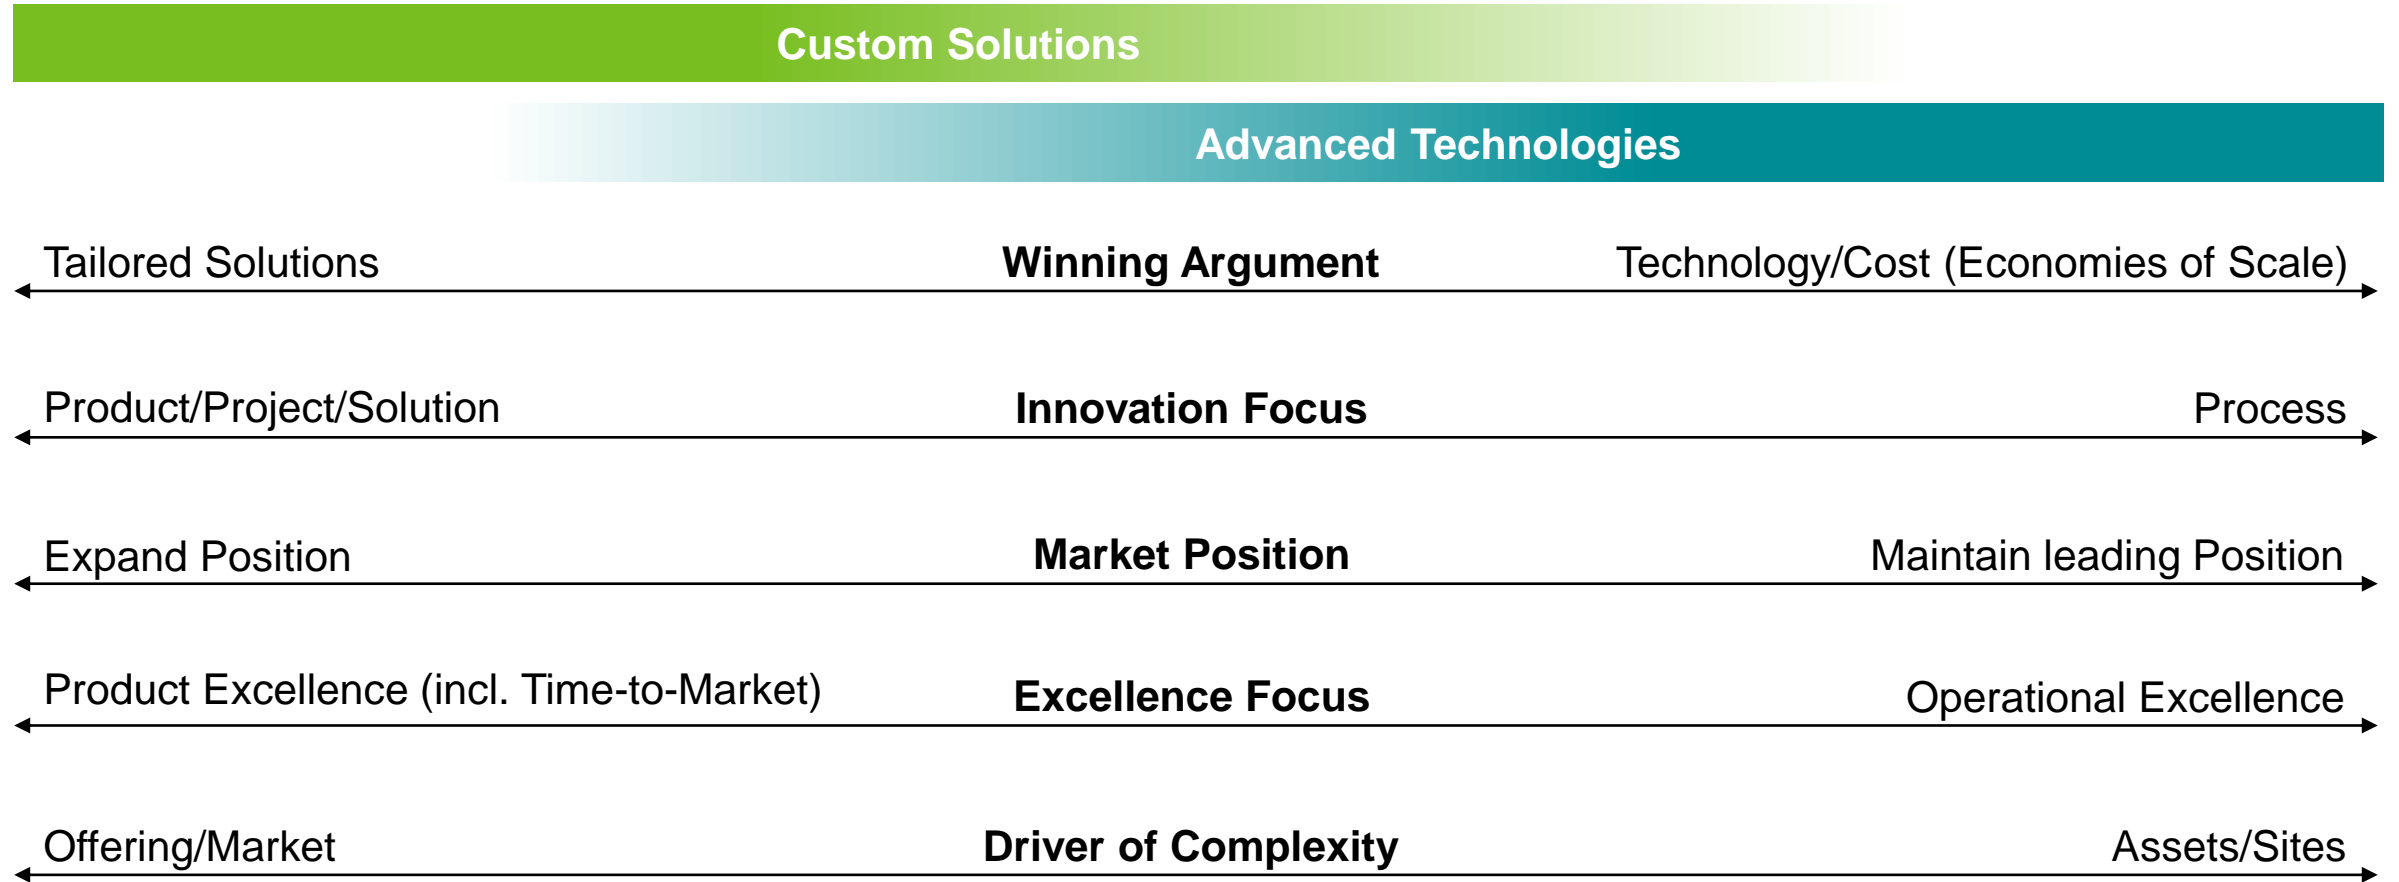 Custom Solutions
Advanced Technologies
Tailored Solutions Winning Argument Technology/Cost (Economies of Scale)
Product/Project/Solution Innovation Focus Process
Expand Position Market Position Maintain leading Position
Product Excellence (incl. Time-to-Market) Excellence Focus Operational Excellence
Offering/Market Driver of Complexity Assets/Sites